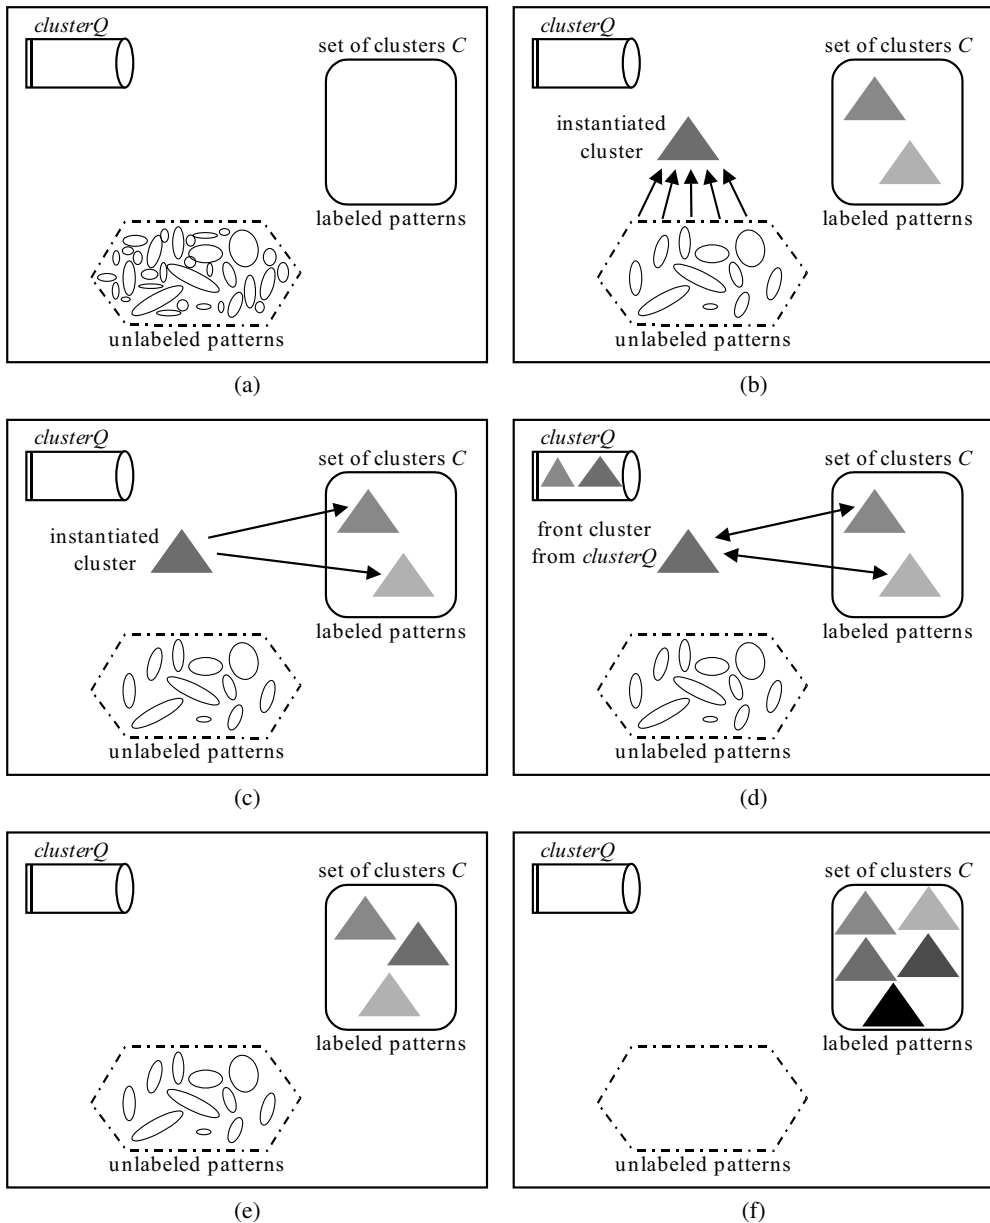 clusterQ
set of clusters C
labeled patterns
unlabeled patterns
(a)
clusterQ
set of clusters C
instantiated
cluster
labeled patterns
unlabeled patterns
(b)
clusterQ
set of clusters C
instantiated
cluster
labeled patterns
unlabeled patterns
(c)
clusterQ
set of clusters C
front cluster
from clusterQ
labeled patterns
unlabeled patterns
(d)
clusterQ
set of clusters C
labeled patterns
unlabeled patterns
(e)
clusterQ
set of clusters C
labeled patterns
unlabeled patterns
(f)